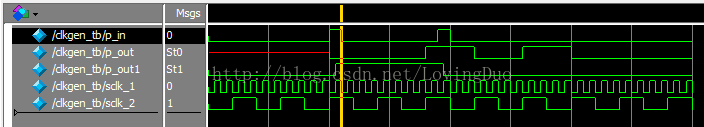 Msgs
/clkgen_tb/p_in 0
/clkgen_tb/p_out St0
/clkgen_tb/p_out1 St1
/clkgen_tb/sclk_1 0
/clkgen_tb/sclk_2 1
http://blog.csdn.net/LovingDuo